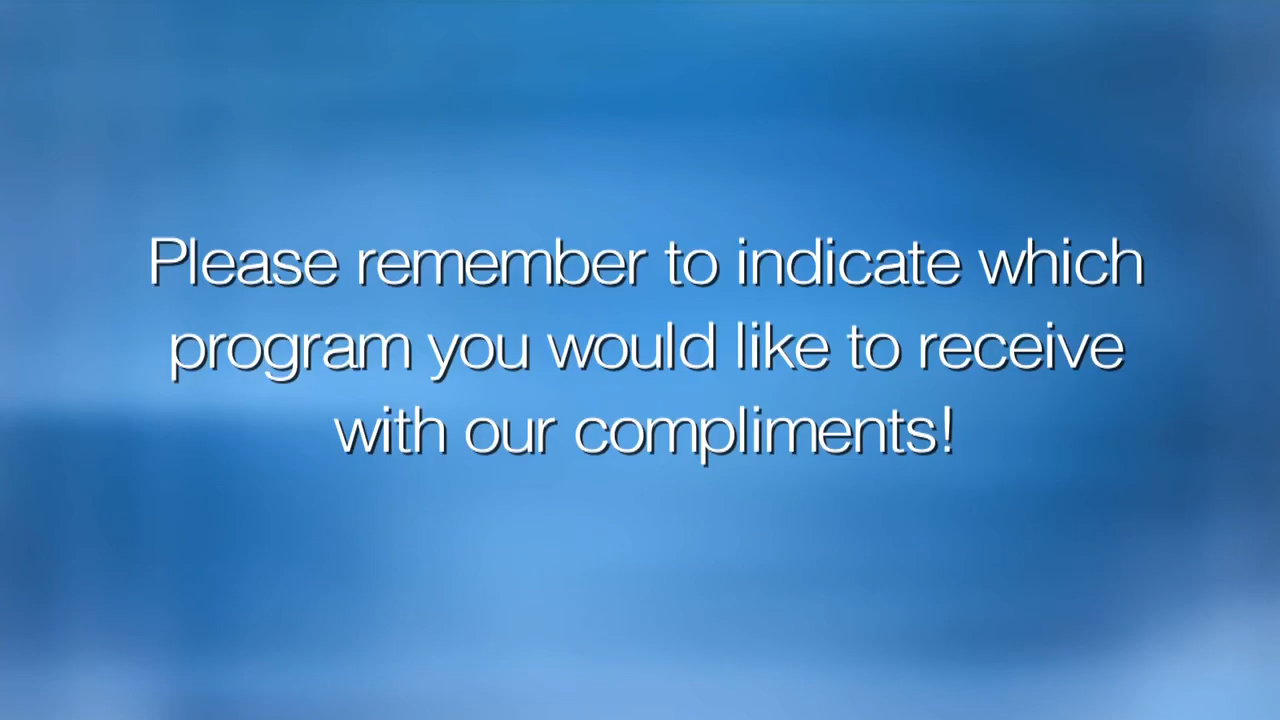 Please remember to indicate which
program you would like to receive
with our compliments!